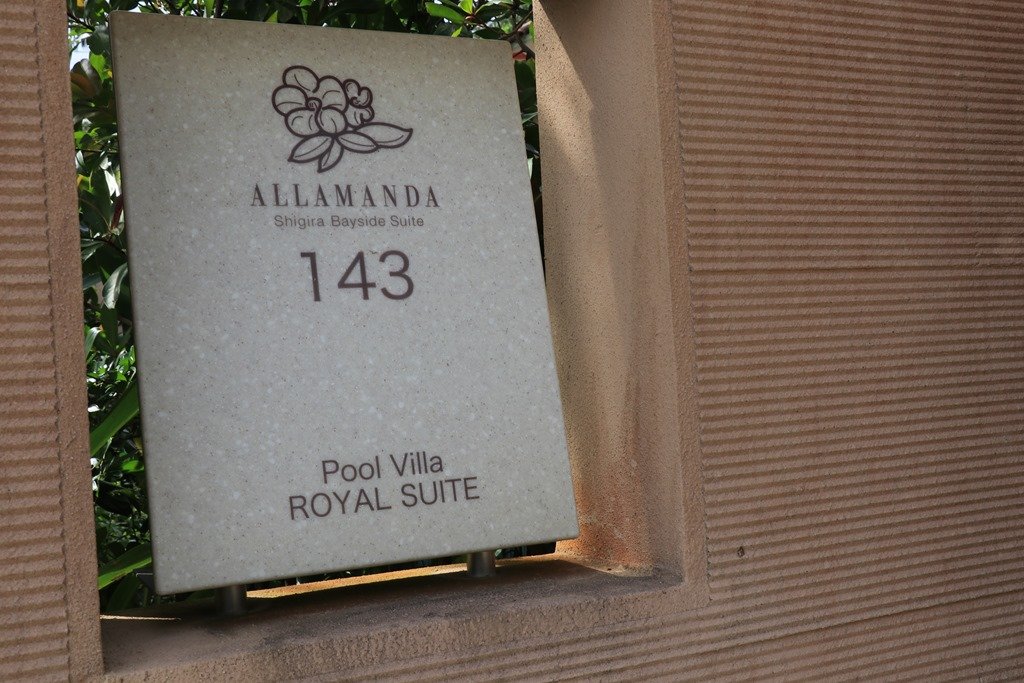 ALLAMANDA
Shigira Bayside Suite
143
Pool Villa
ROYAL SUITE